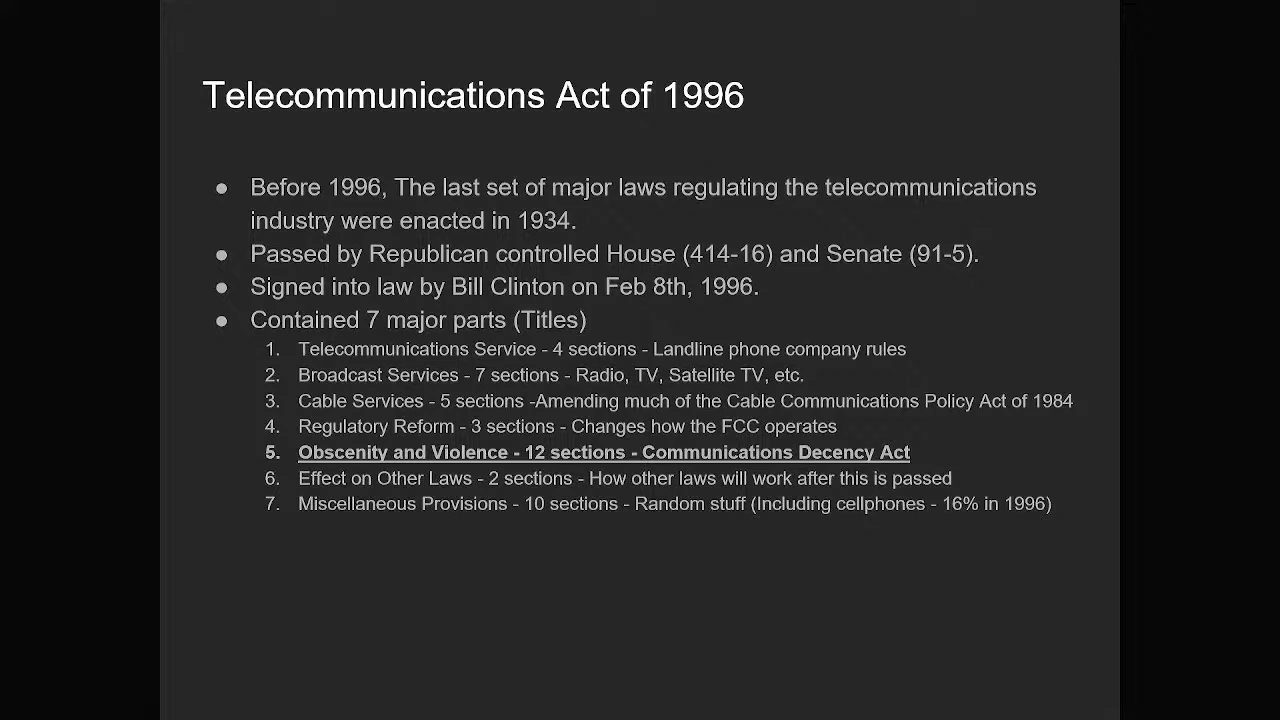 Telecommunications Act of 1996
● Before 1996, The last set of major laws regulating the telecommunications
industry were enacted in 1934.
● Passed by Republican controlled House (414-16) and Senate (91-5).
● Signed into law by Bill Clinton on Feb 8th, 1996.
● Contained 7 major parts (Titles)
1. Telecommunications Service - 4 sections - Landline phone company rules
2. Broadcast Services - 7 sections - Radio, TV, Satellite TV, etc.
3. Cable Services - 5 sections -Amending much of the Cable Communications Policy Act of 1984
4. Regulatory Reform - 3 sections - Changes how the FCC operates
5. Obscenity and Violence - 12 sections - Communications Decency Act
6. Effect on Other Laws - 2 sections - How other laws will work after this is passed
7. Miscellaneous Provisions - 10 sections - Random stuff (Including cellphones - 16% in 1996)